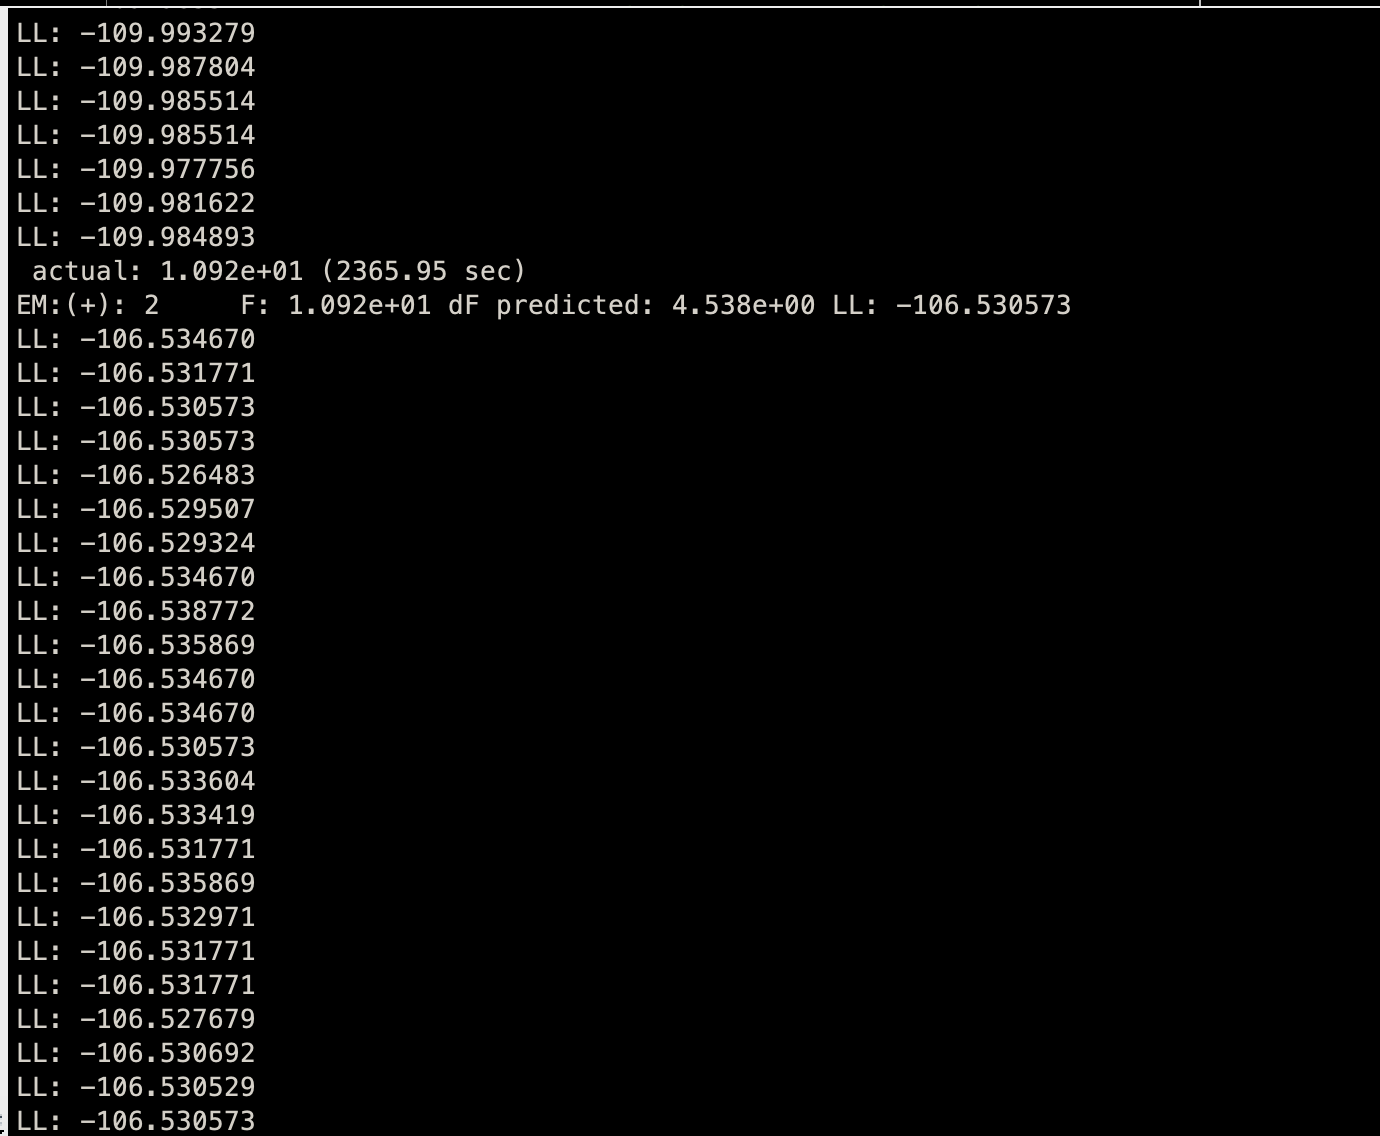 LL: -109.993279
LL: -109.987804
LL: -109.985514
LL: -109.985514
LL: -109.977756
LL: -109.981622
LL: -109.984893
 actual: 1.092e+01 (2365.95 sec)
EM:(+): 2     F: 1.092e+01 dF predicted: 4.538e+00 LL: -106.530573
LL: -106.534670
LL: -106.531771
LL: -106.530573
LL: -106.530573
LL: -106.526483
LL: -106.529507
LL: -106.529324
LL: -106.534670
LL: -106.538772
LL: -106.535869
LL: -106.534670
LL: -106.534670
LL: -106.530573
LL: -106.533604
LL: -106.533419
LL: -106.531771
LL: -106.535869
LL: -106.532971
LL: -106.531771
LL: -106.531771
LL: -106.527679
LL: -106.530692
LL: -106.530529
LL: -106.530573